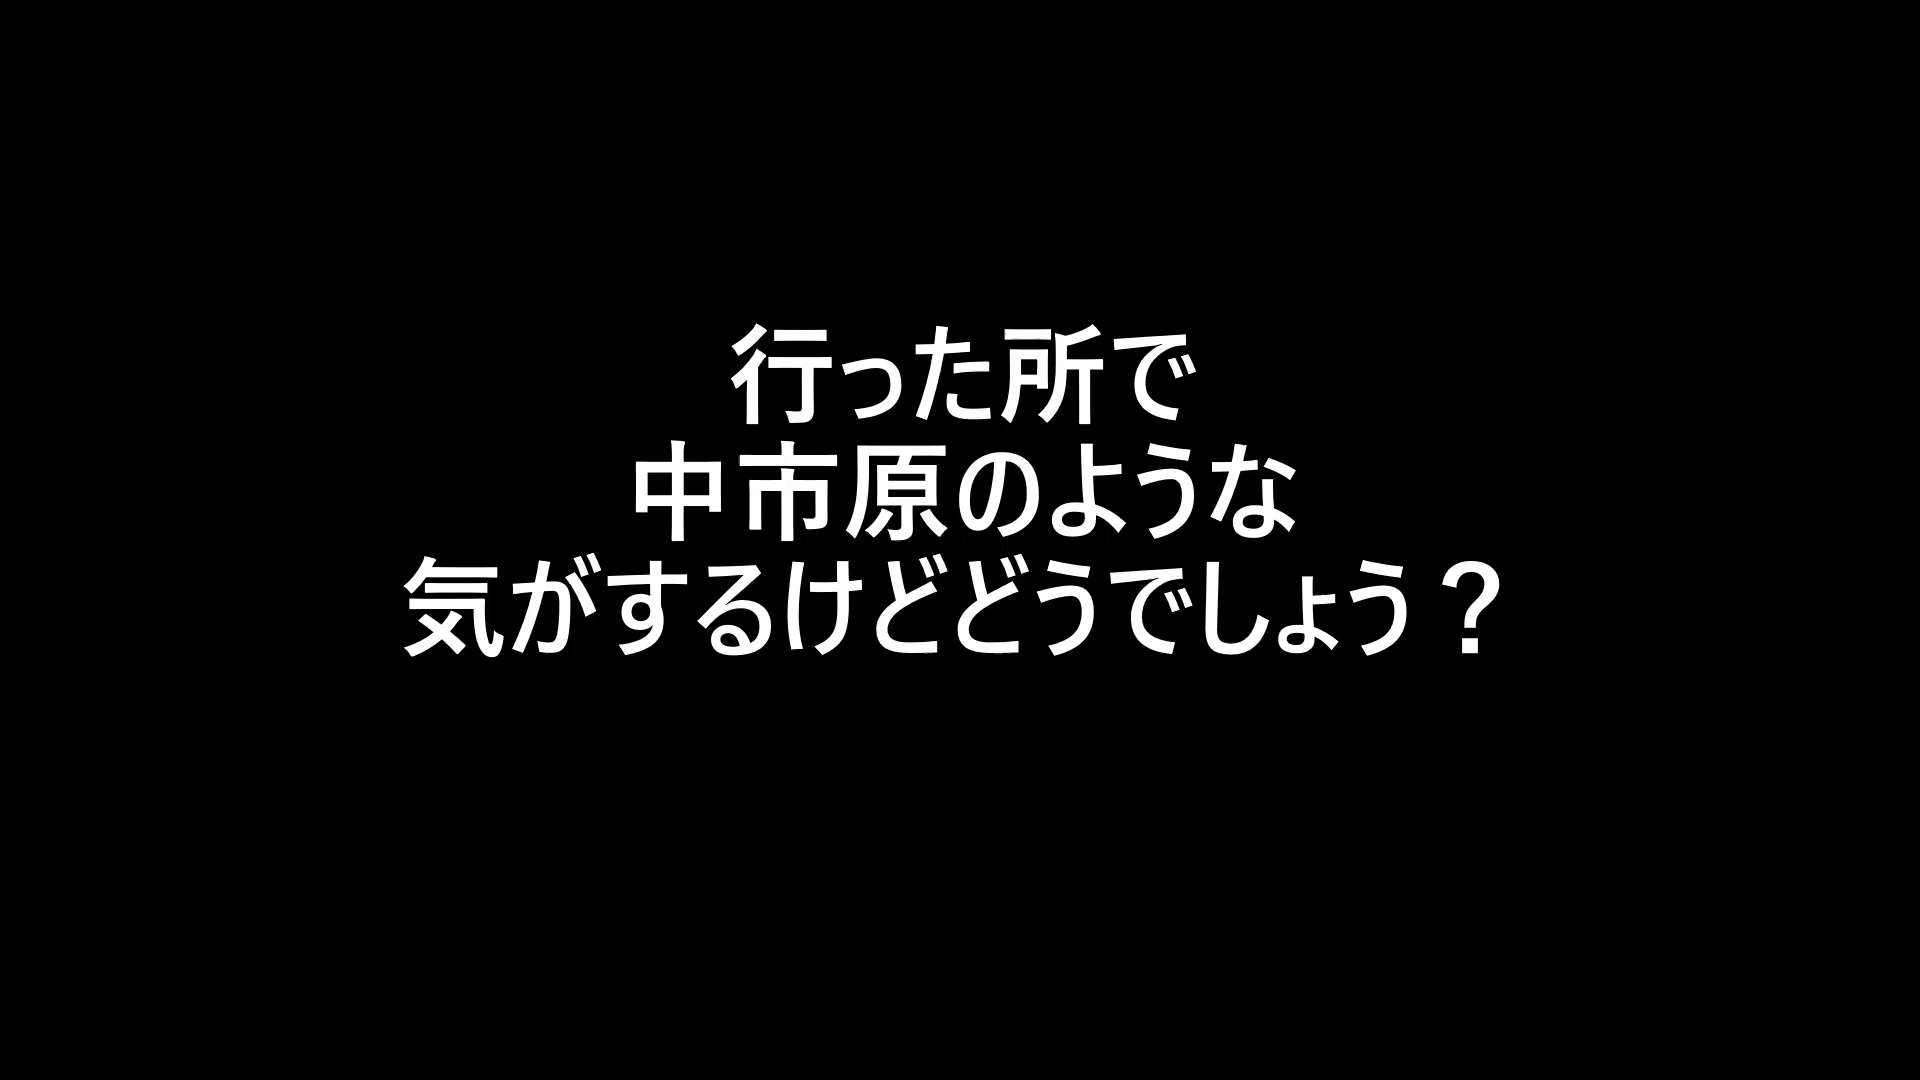 行った所で
中市原のような
気がするけどどうでしょう？